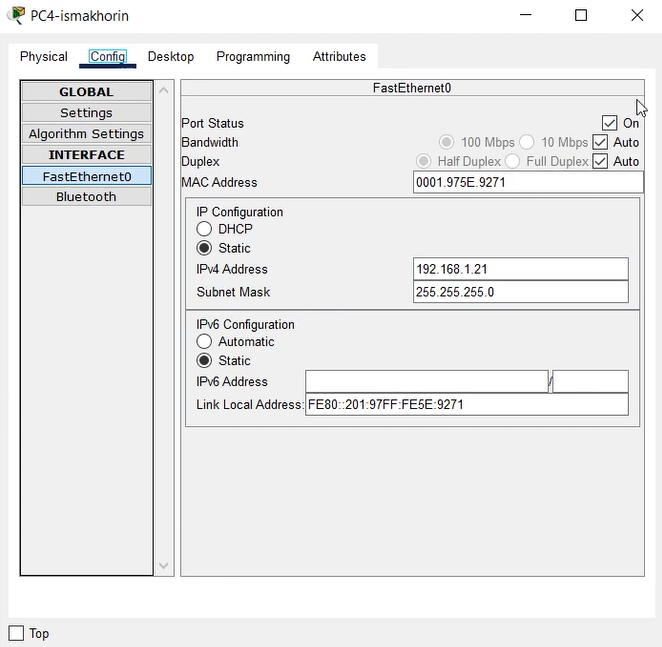 PC4-ismakhorin
Physical Config Desktop Programming Attributes
GLOBAL
Settings
Algorithm Settings
INTERFACE
FastEthernet0
Bluetooth
FastEthernet0
Port Status On
Bandwidth 100 Mbps 10 Mbps Auto
Duplex Half Duplex Full Duplex Auto
MAC Address 0001.975E.9271
IP Configuration
DHCP
Static
IPv4 Address 192.168.1.21
Subnet Mask 255.255.255.0
IPv6 Configuration
Automatic
Static
IPv6 Address /
Link Local Address: FE80::201:97FF:FE5E:9271
Top